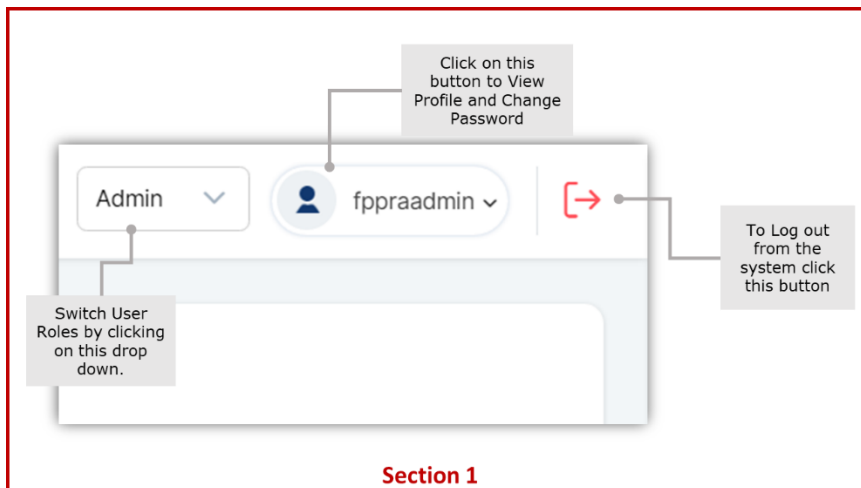 Click on this
button to View
Profile and Change
Password
Admin
fppraadmin
To Log out
from the
system click
this button
Switch User
Roles by clicking
on this drop
down.
Section 1